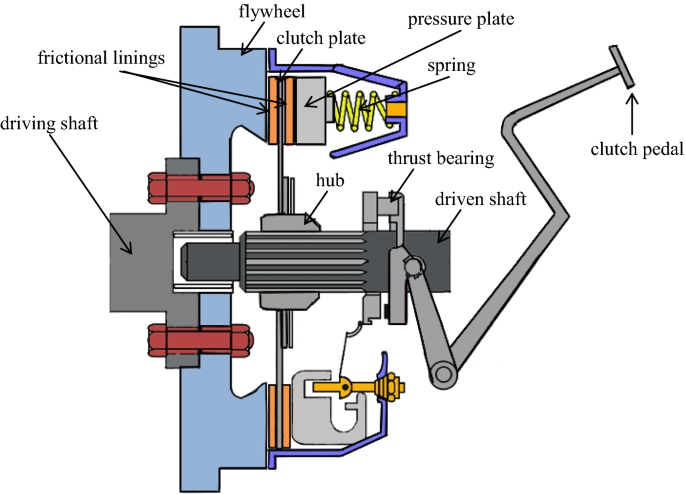 flywheel
pressure plate
clutch plate
frictional linings
spring
driving shaft
clutch pedal
thrust bearing
hub
driven shaft